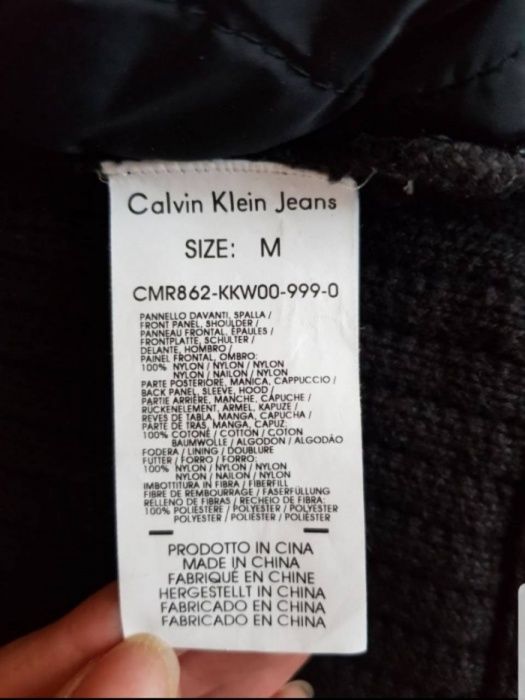 Calvin Klein Jeans
SIZE: M
CMR862-KKW00-999-0
PANNELLO DAVANTI, SPALLA /
FRONT PANEL, SHOULDER /
PANNEAU FRONTAL, ÉPAULES /
FRONTPLATTE, SCHULTER /
DELANTE, HOMBRO /
PAINEL FRONTAL, OMBRO:
100% NYLON / NYLON / NYLON
NYLON / NAILON / NYLON
PARTE POSTERIORE, MANICA, CAPPUCCIO /
BACK PANEL, SLEEVE, HOOD /
PARTIE ARRIÈRE, MANCHE, CAPUCHE /
RÜCKENELEMENT, ARMEL, KAPUZE /
REVES DE TABLA, MANGA, CAPUCHA /
PARTE DE TRAS, MANGA, CAPUZ:
100% COTONE / COTTON / COTON
BAUMWOLLE / ALGODON / ALGODÃO
FODERA / LINING / DOUBLURE
FUTTER / FORRO / FORRO:
100% NYLON / NYLON / NYLON
NYLON / NAILON / NYLON
IMBOTTITURA IN FIBRA / FIBERFILL
FIBRE DE REMBOURRAGE / FASERFÜLLUNG
RELLENO DE FIBRAS / RECHEIO DE FIBRA:
100% POLIESTERE / POLYESTER / POLYESTER
POLYESTER / POLIESTER / POLIÉSTER
PRODOTTO IN CINA
MADE IN CHINA
FABRIQUÉ EN CHINE
HERGESTELLT IN CHINA
FABRICADO EN CHINA
FABRICADO EM CHINA